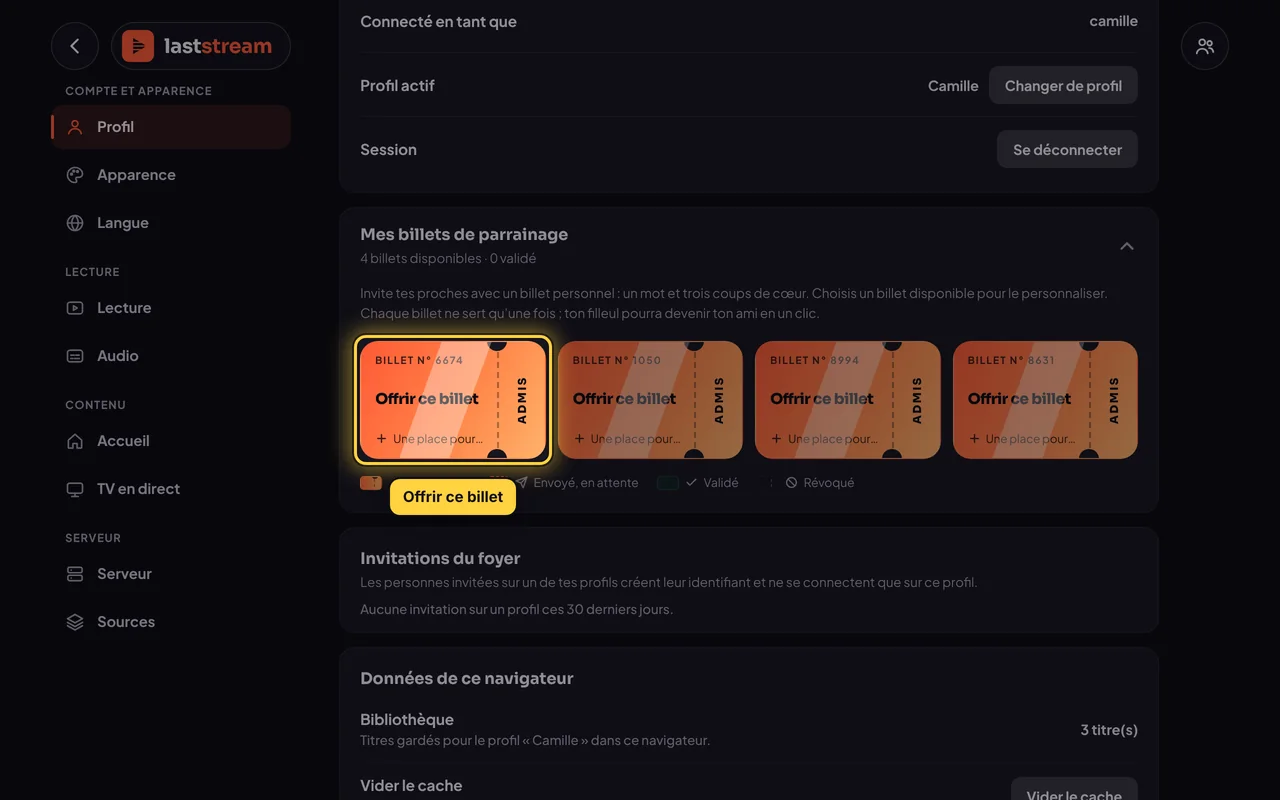 laststream
COMPTE ET APPARENCE
Profil
Apparence
Langue
LECTURE
Lecture
Audio
CONTENU
Accueil
TV en direct
SERVEUR
Serveur
Sources
Connecté en tant que
camille
Profil actif
Camille
Changer de profil
Session
Se déconnecter
Mes billets de parrainage
4 billets disponibles · 0 validé
Invite tes proches avec un billet personnel : un mot et trois coups de cœur. Choisis un billet disponible pour le personnaliser.
Chaque billet ne sert qu'une fois ; ton filleul pourra devenir ton ami en un clic.
BILLET N° 6674
Offrir ce billet
+ Une place pour...
ADMIS
BILLET N° 1050
Offrir ce billet
+ Une place pour...
ADMIS
BILLET N° 8994
Offrir ce billet
+ Une place pour...
ADMIS
BILLET N° 8631
Offrir ce billet
+ Une place pour...
ADMIS
Offrir ce billet
Envoyé, en attente
Validé
Révoqué
Invitations du foyer
Les personnes invitées sur un de tes profils créent leur identifiant et ne se connectent que sur ce profil.
Aucune invitation sur un profil ces 30 derniers jours.
Données de ce navigateur
Bibliothèque
Titres gardés pour le profil « Camille » dans ce navigateur.
3 titre(s)
Vider le cache
Vider le cache